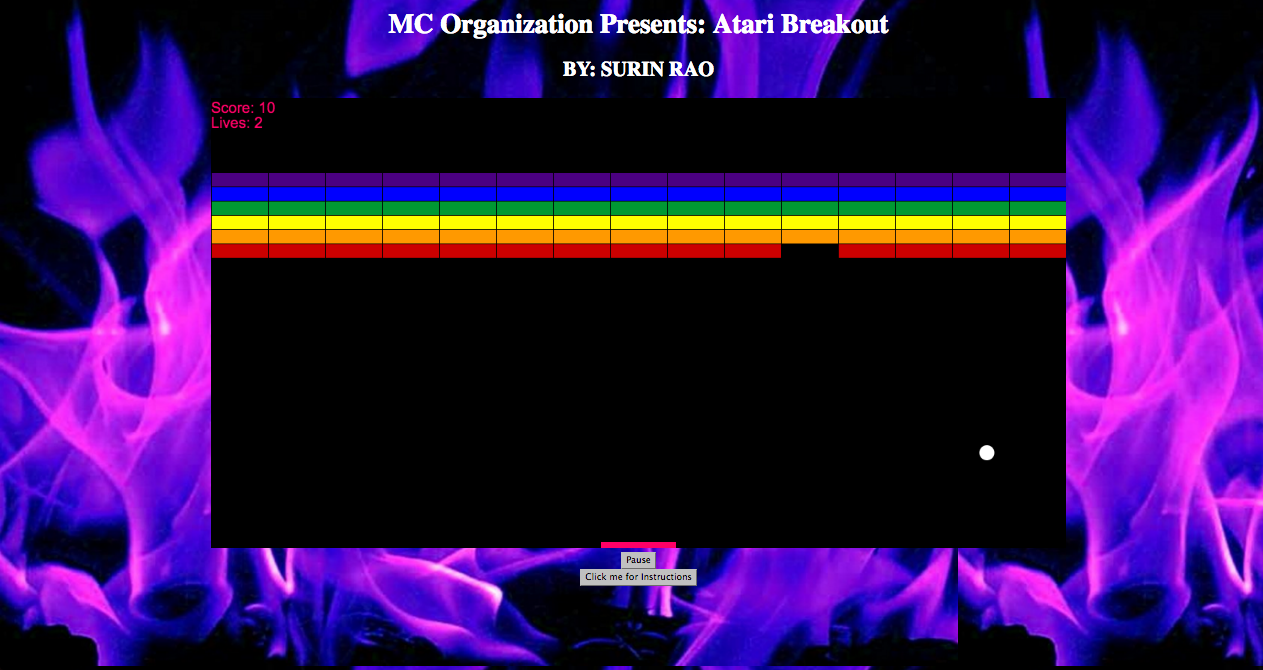 MC Organization Presents: Atari Breakout
BY: SURIN RAO
Score: 10
Lives: 2
Pause
Click me for Instructions